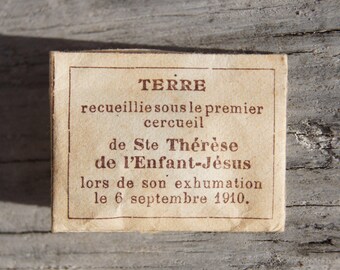 TERRE
recueillie sous le premier
cercueil
de Ste Thérèse
de l'Enfant-Jésus
lors de son exhumation
le 6 septembre 1910.